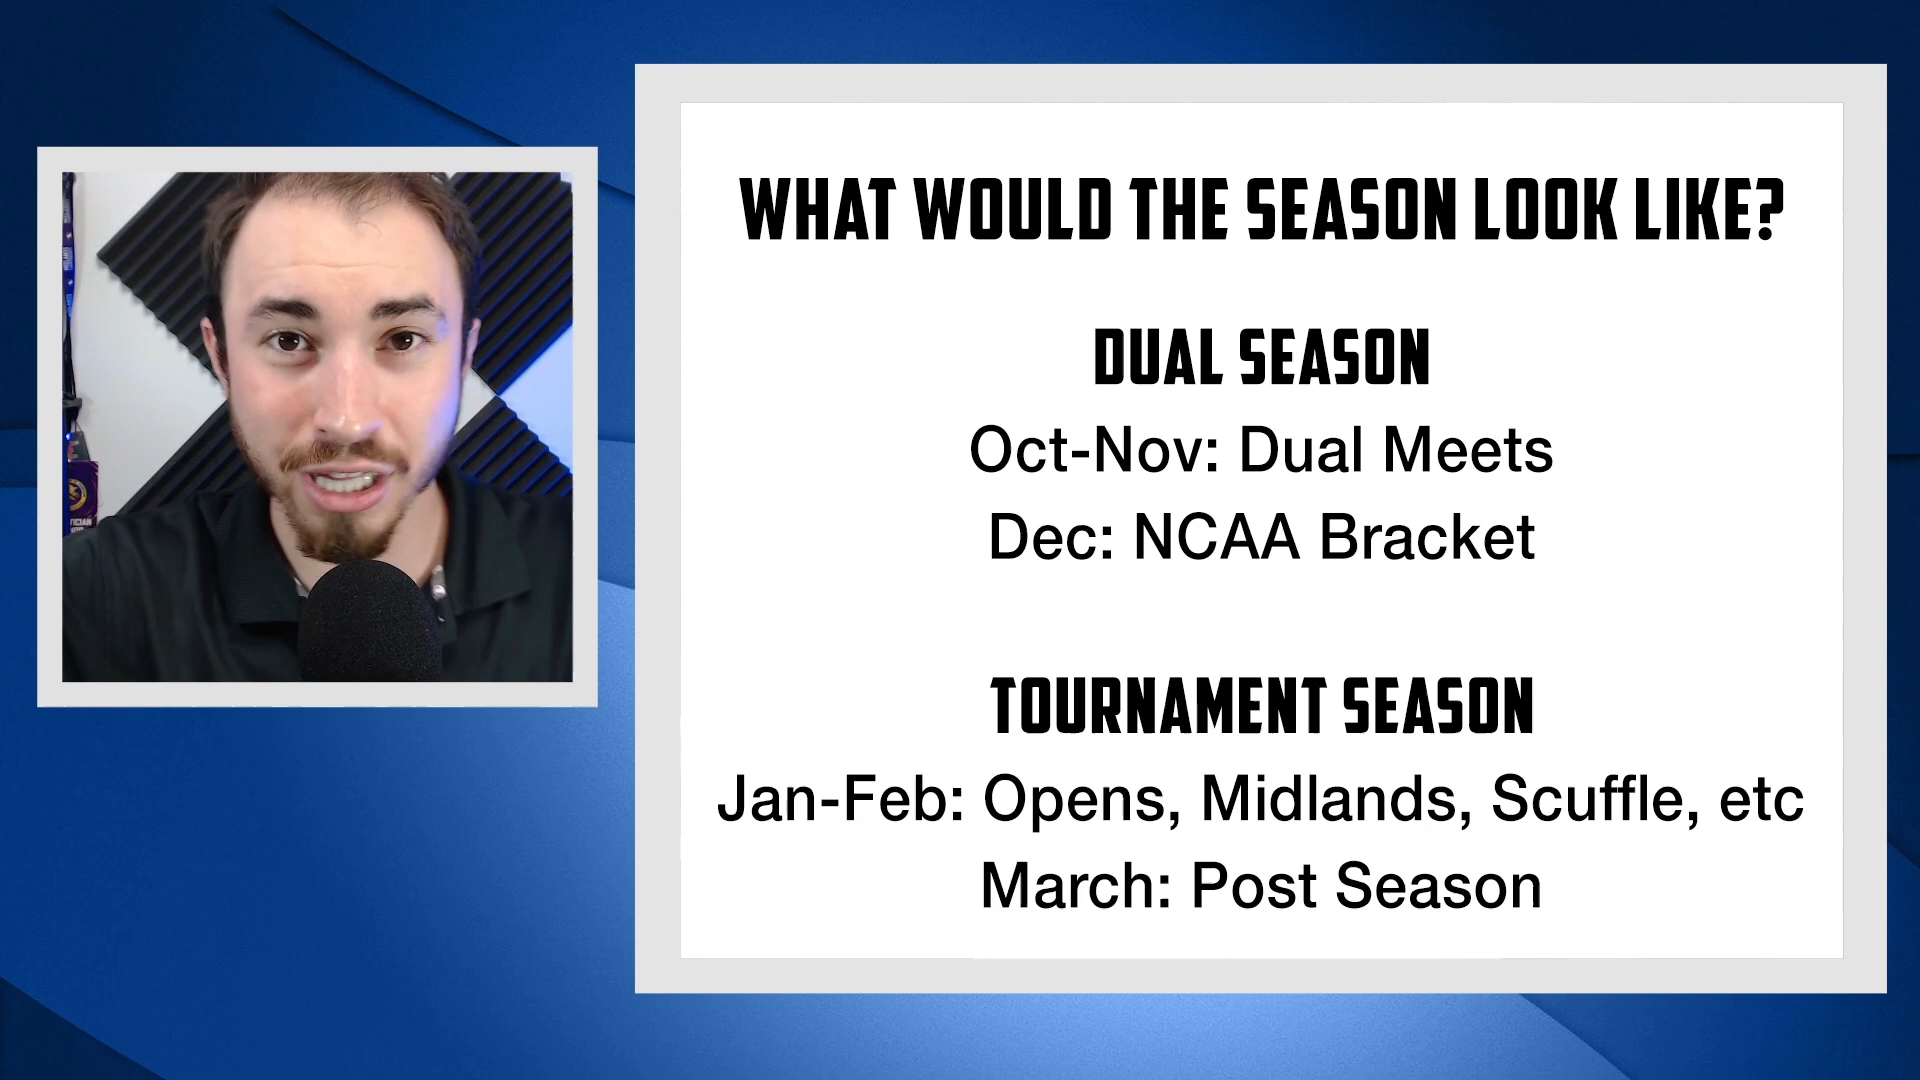 WHAT WOULD THE SEASON LOOK LIKE?
DUAL SEASON
Oct-Nov: Dual Meets
Dec: NCAA Bracket
TOURNAMENT SEASON
Jan-Feb: Opens, Midlands, Scuffle, etc
March: Post Season